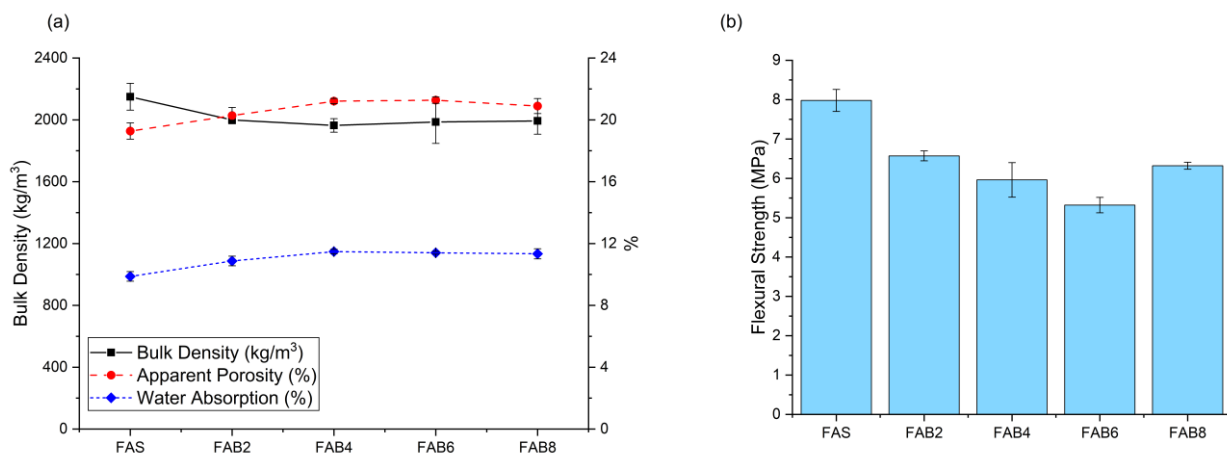 (a)
2400
2000
1600
1200
800
400
0
Bulk Density (kg/m³)
24
20
16
12
8
4
0
%
Bulk Density (kg/m³)
Apparent Porosity (%)
Water Absorption (%)
FAS FAB2 FAB4 FAB6 FAB8
(b)
9
8
7
6
5
4
3
2
1
0
Flexural Strength (MPa)
FAS FAB2 FAB4 FAB6 FAB8